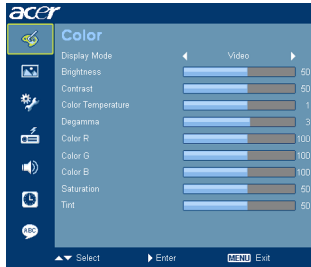 acer
Color
Display Mode Video
Brightness 50
Contrast 50
Color Temperature 1
Degamma 3
Color R 100
Color G 100
Color B 100
Saturation 50
Tint 50
ABC
Select Enter MENU Exit